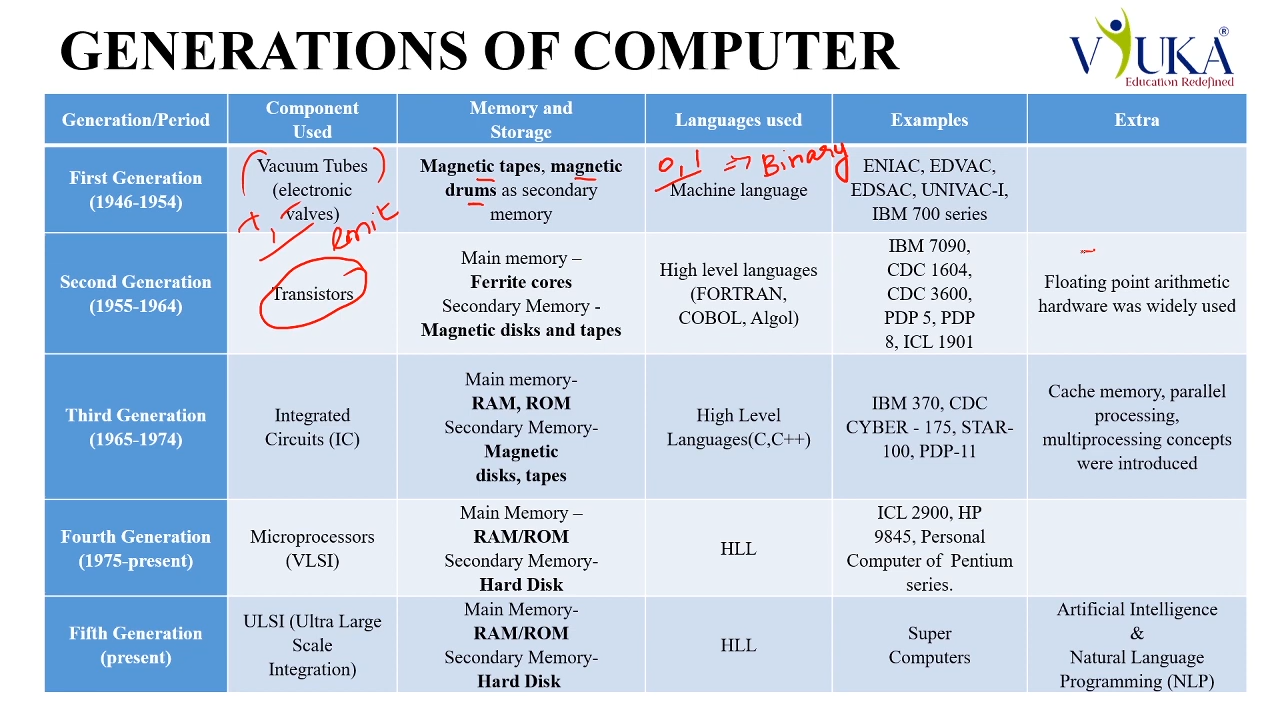 GENERATIONS OF COMPUTER
VYUKA®
Education Redefined
Generation/Period
Component
Used
Memory and
Storage
Languages used
Examples
Extra
First Generation
(1946-1954)
Vacuum Tubes
(electronic
valves)
+, -
emit
Magnetic tapes, magnetic
drums as secondary
memory
0, 1 => Binary
Machine language
ENIAC, EDVAC,
EDSAC, UNIVAC-I,
IBM 700 series
Second Generation
(1955-1964)
Transistors
Main memory –
Ferrite cores
Secondary Memory -
Magnetic disks and tapes
High level languages
(FORTRAN,
COBOL, Algol)
IBM 7090,
CDC 1604,
CDC 3600,
PDP 5, PDP
8, ICL 1901
Floating point arithmetic
hardware was widely used
Third Generation
(1965-1974)
Integrated
Circuits (IC)
Main memory-
RAM, ROM
Secondary Memory-
Magnetic
disks, tapes
High Level
Languages(C,C++)
IBM 370, CDC
CYBER - 175, STAR-
100, PDP-11
Cache memory, parallel
processing,
multiprocessing concepts
were introduced
Fourth Generation
(1975-present)
Microprocessors
(VLSI)
Main Memory –
RAM/ROM
Secondary Memory-
Hard Disk
HLL
ICL 2900, HP
9845, Personal
Computer of Pentium
series.
Fifth Generation
(present)
ULSI (Ultra Large
Scale
Integration)
Main Memory-
RAM/ROM
Secondary Memory-
Hard Disk
HLL
Super
Computers
Artificial Intelligence
&
Natural Language
Programming (NLP)